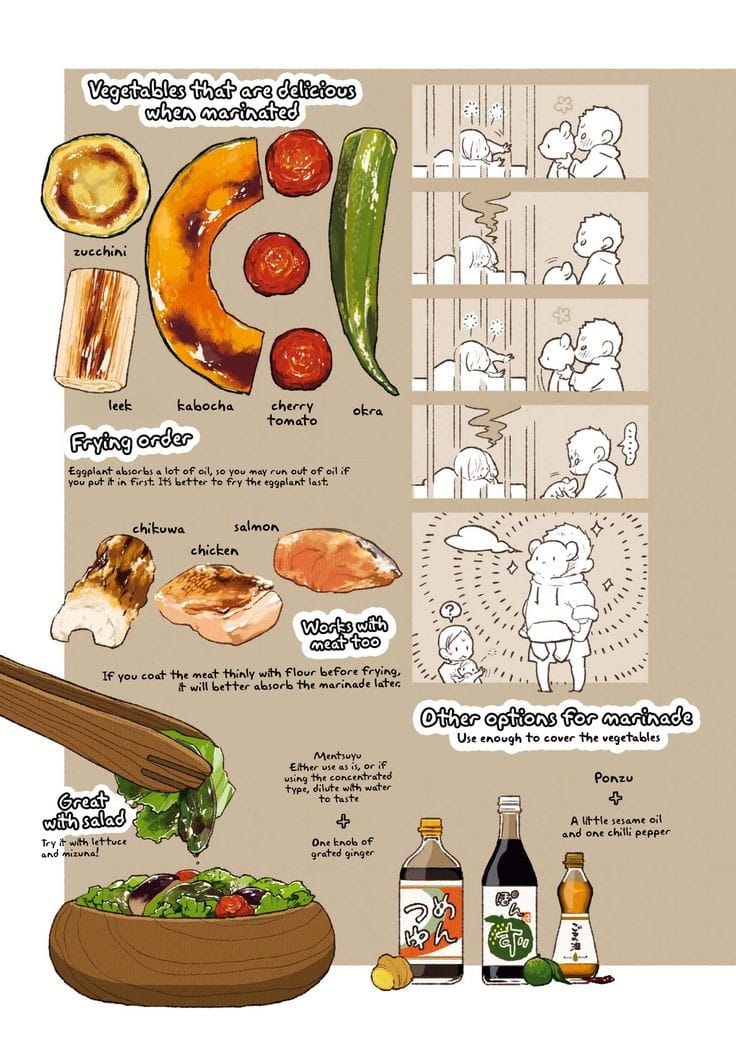 Vegetables that are delicious
when marinated
zucchini
leek
kabocha
cherry
tomato
okra
Frying order
Eggplant absorbs a lot of oil, so you may run out of oil if
you put it in first. It's better to fry the eggplant last.
chikuwa
chicken
salmon
Works with
meat too
If you coat the meat thinly with flour before frying,
it will better absorb the marinade later.
Great
with salad
Try it with lettuce
and mizuna!
?
Other options for marinade
Use enough to cover the vegetables
Mentsuyu
Either use as is, or if
using the concentrated
type, dilute with water
to taste
+
One knob of
grated ginger
Ponzu
+
A little sesame oil
and one chilli pepper
めん
つゆ
ぽん
ず
ごま油